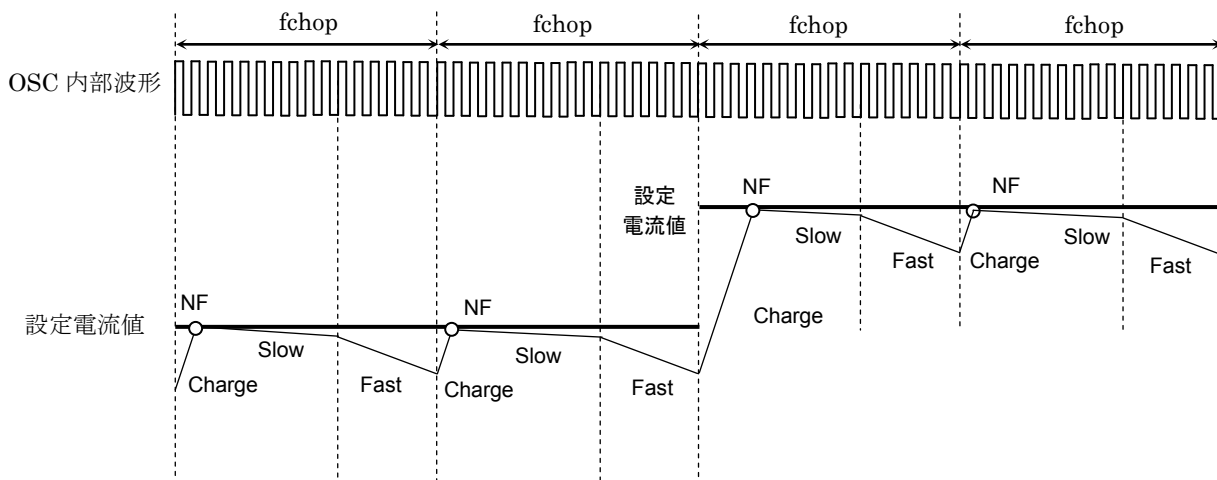 fchop fchop fchop fchop
OSC 内部波形
設定
電流値
NF NF
Slow Slow
Fast Charge Fast
設定電流値
NF NF
Charge
Slow Slow
Charge Fast Charge Fast